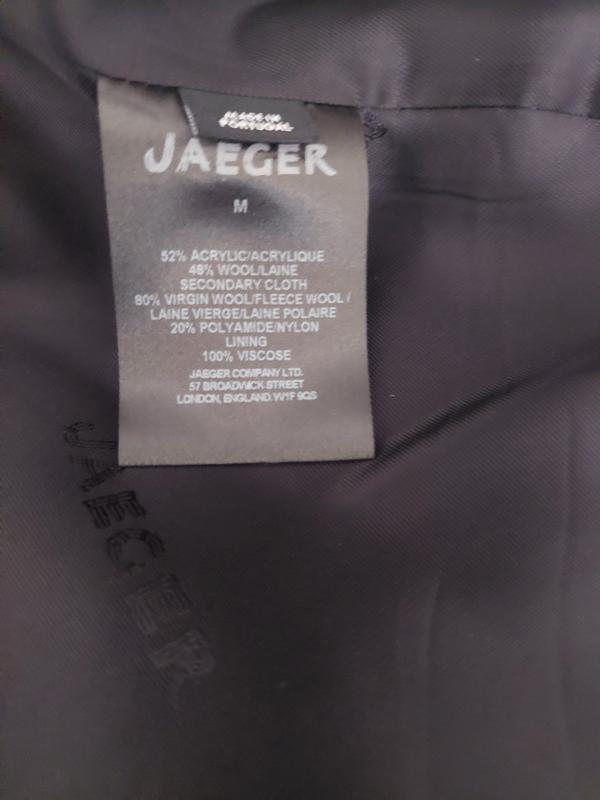 MADE IN
PORTUGAL
JAEGER
M
52% ACRYLIC/ACRYLIQUE
48% WOOL/LAINE
SECONDARY CLOTH
80% VIRGIN WOOL/FLEECE WOOL /
LAINE VIERGE/LAINE POLAIRE
20% POLYAMIDE/NYLON
LINING
100% VISCOSE
JAEGER COMPANY LTD.
57 BROADWICK STREET
LONDON, ENGLAND. W1F 9QS
JAEGER